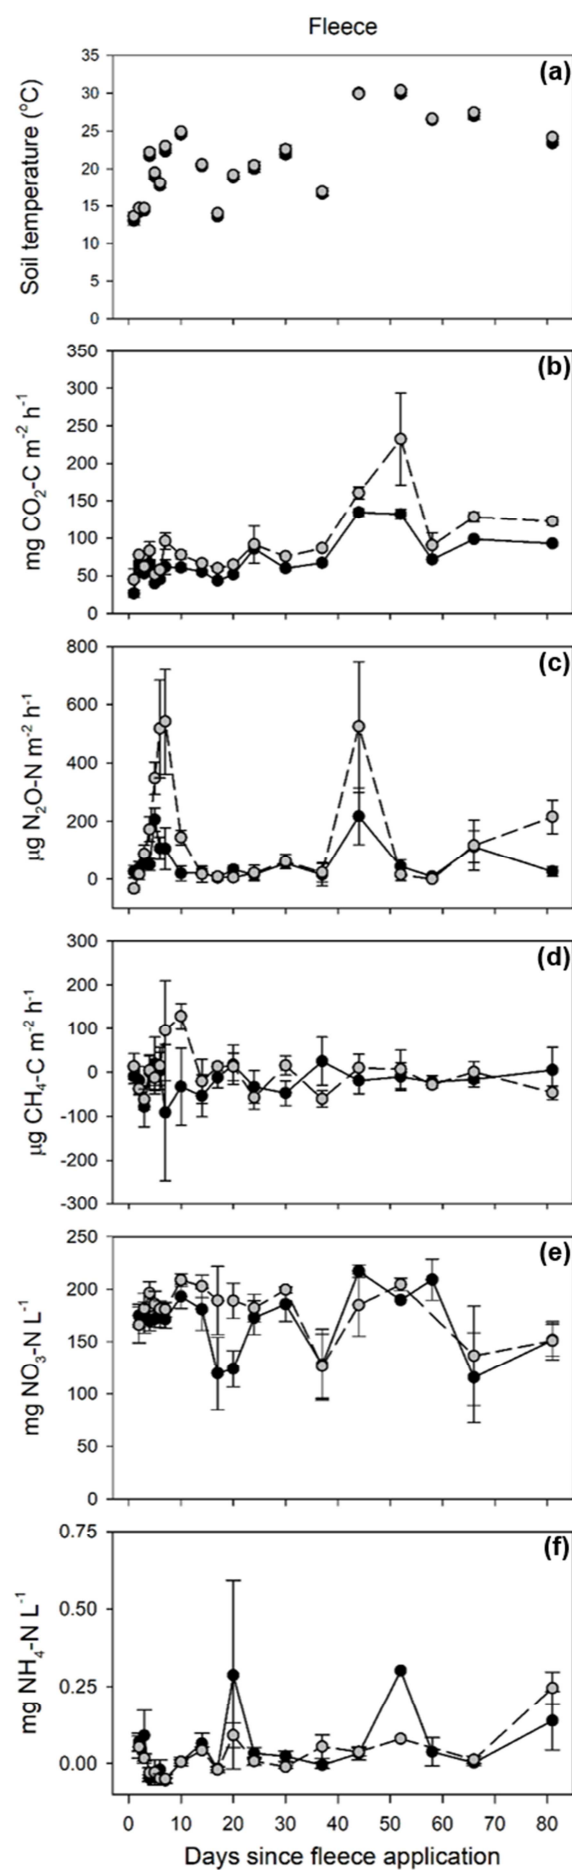 Fleece
(a)
Soil temperature (°C)
35
30
25
20
15
10
5
0
(b)
mg CO₂-C m⁻² h⁻¹
350
300
250
200
150
100
50
0
(c)
µg N₂O-N m⁻² h⁻¹
800
600
400
200
0
(d)
µg CH₄-C m⁻² h⁻¹
300
200
100
0
-100
-200
-300
(e)
mg NO₃-N L⁻¹
250
200
150
100
50
0
(f)
mg NH₄-N L⁻¹
0.75
0.50
0.25
0.00
0 10 20 30 40 50 60 70 80
Days since fleece application